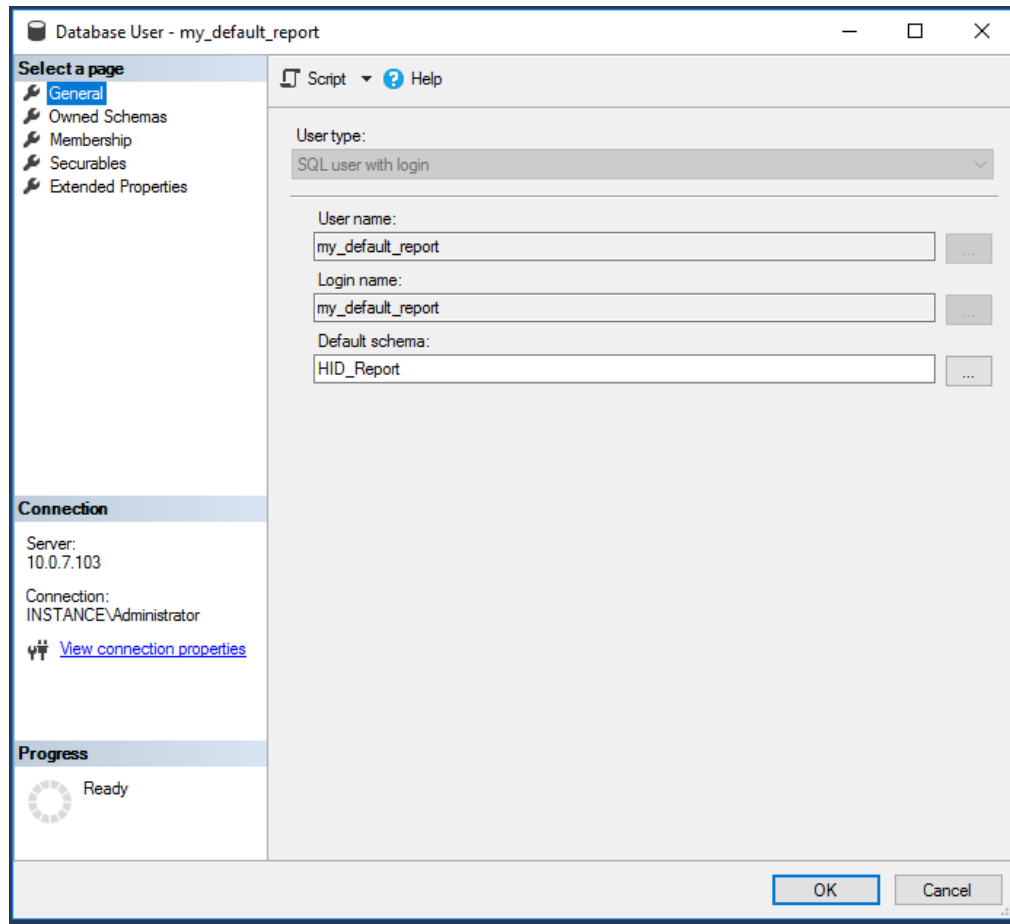 Database User - my_default_report
Select a page
General
Owned Schemas
Membership
Securables
Extended Properties
Script
Help
User type:
SQL user with login
User name:
my_default_report
...
Login name:
my_default_report
...
Default schema:
HID_Report
...
Connection
Server:
10.0.7.103
Connection:
INSTANCE\Administrator
View connection properties
Progress
Ready
OK
Cancel